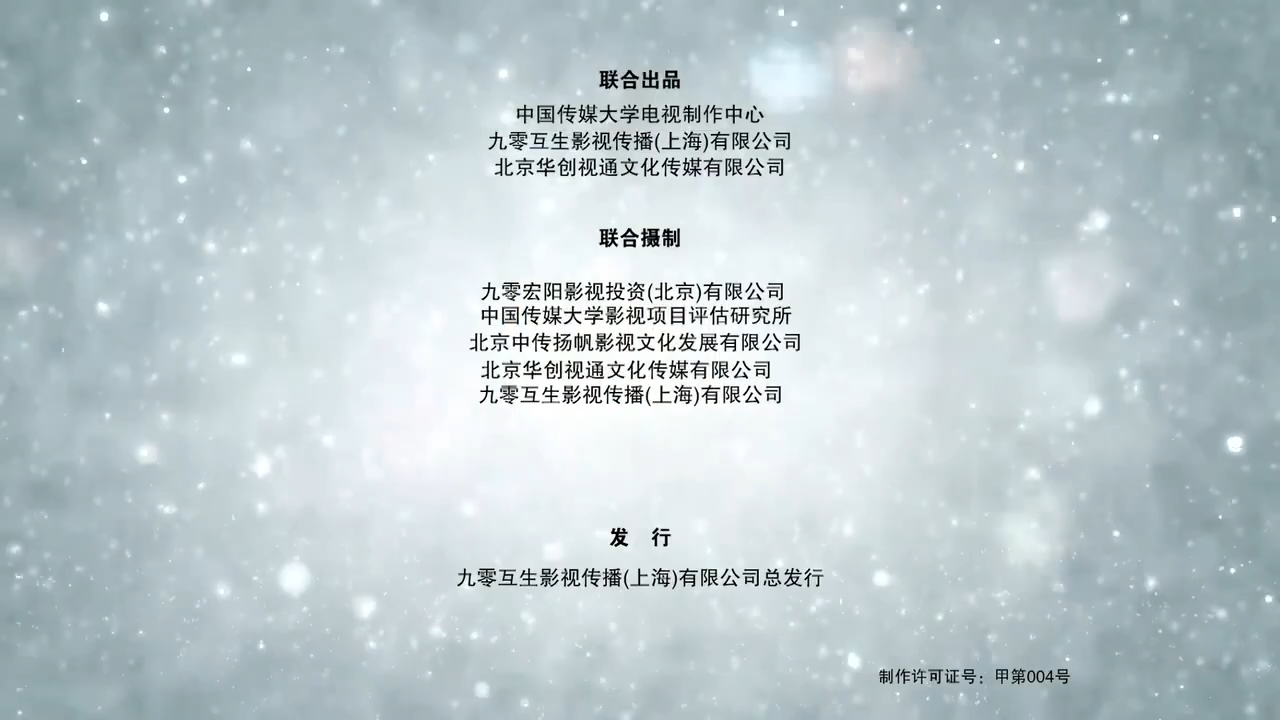 联合出品
中国传媒大学电视制作中心
九零互生影视传播(上海)有限公司
北京华创视通文化传媒有限公司
联合摄制
九零宏阳影视投资(北京)有限公司
中国传媒大学影视项目评估研究所
北京中传扬帆影视文化发展有限公司
北京华创视通文化传媒有限公司
九零互生影视传播(上海)有限公司
发 行
九零互生影视传播(上海)有限公司总发行
制作许可证号：甲第004号